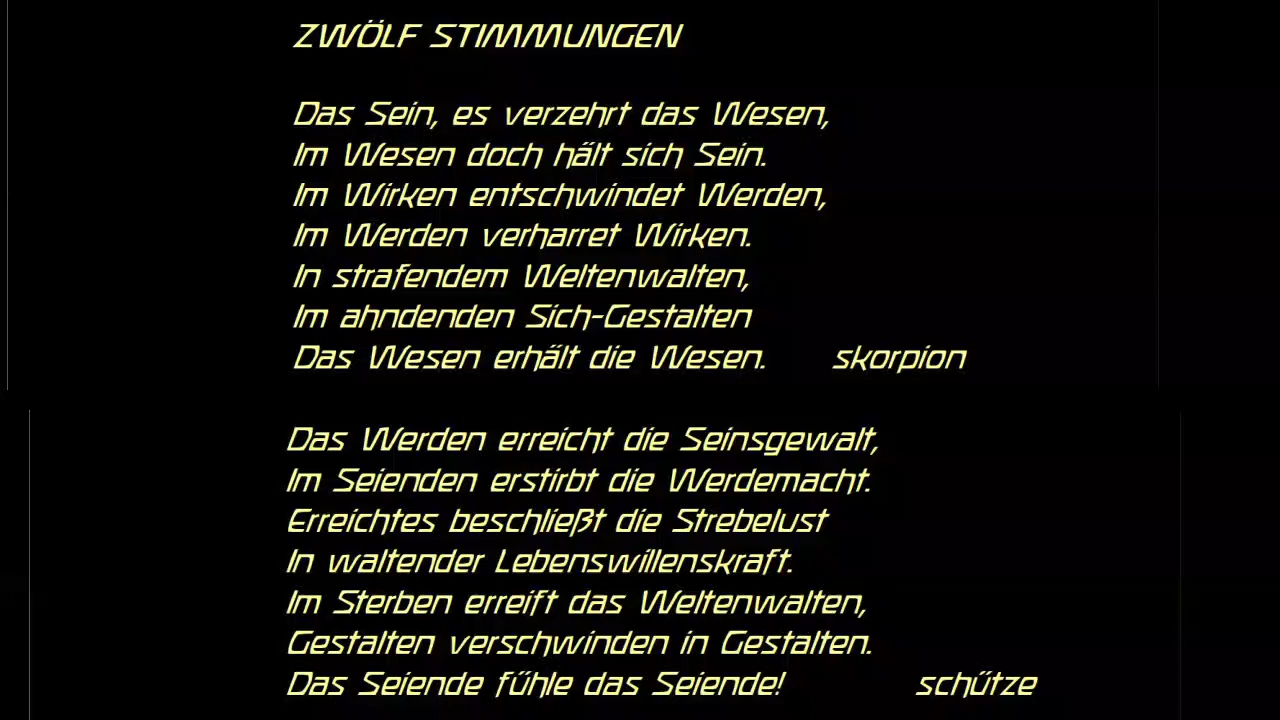 ZWÖLF STIMMUNGEN
Das Sein, es verzehrt das Wesen,
Im Wesen doch hält sich Sein.
Im Wirken entschwindet Werden,
Im Werden verharret Wirken.
In strafendem Weltenwalten,
Im ahndenden Sich-Gestalten
Das Wesen erhält die Wesen. skorpion
Das Werden erreicht die Seinsgewalt,
Im Seienden erstirbt die Werdemacht.
Erreichtes beschließt die Strebelust
In waltender Lebenswillenskraft.
Im Sterben erreift das Weltenwalten,
Gestalten verschwinden in Gestalten.
Das Seiende fühle das Seiende! schütze